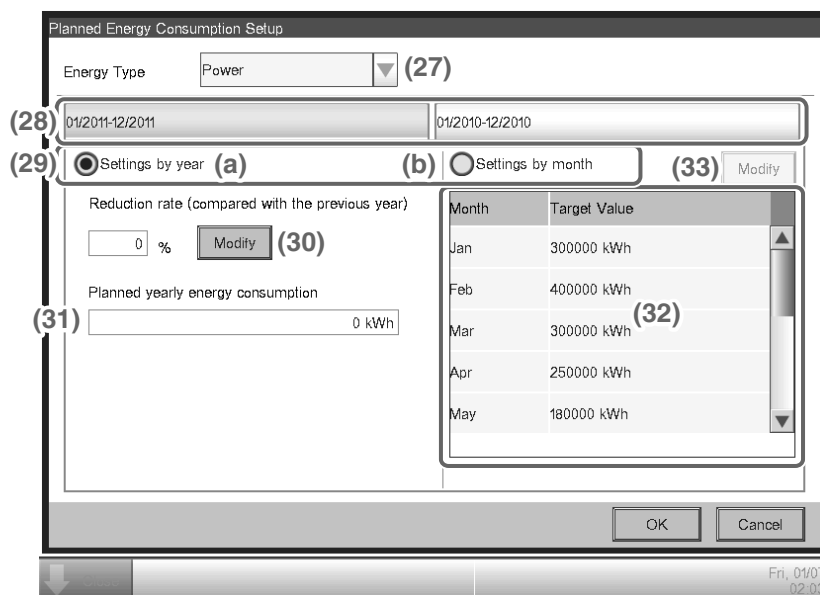 Planned Energy Consumption Setup
Energy Type Power (27)
(28) 01/2011-12/2011 01/2010-12/2010
(29) Settings by year (a) (b) Settings by month (33) Modify
Reduction rate (compared with the previous year) Month Target Value
0 % Modify (30) Jan 300000 kWh
Planned yearly energy consumption Feb 400000 kWh
(31) 0 kWh (32)
Mar 300000 kWh
Apr 250000 kWh
May 180000 kWh
OK Cancel
Fri, 01/07